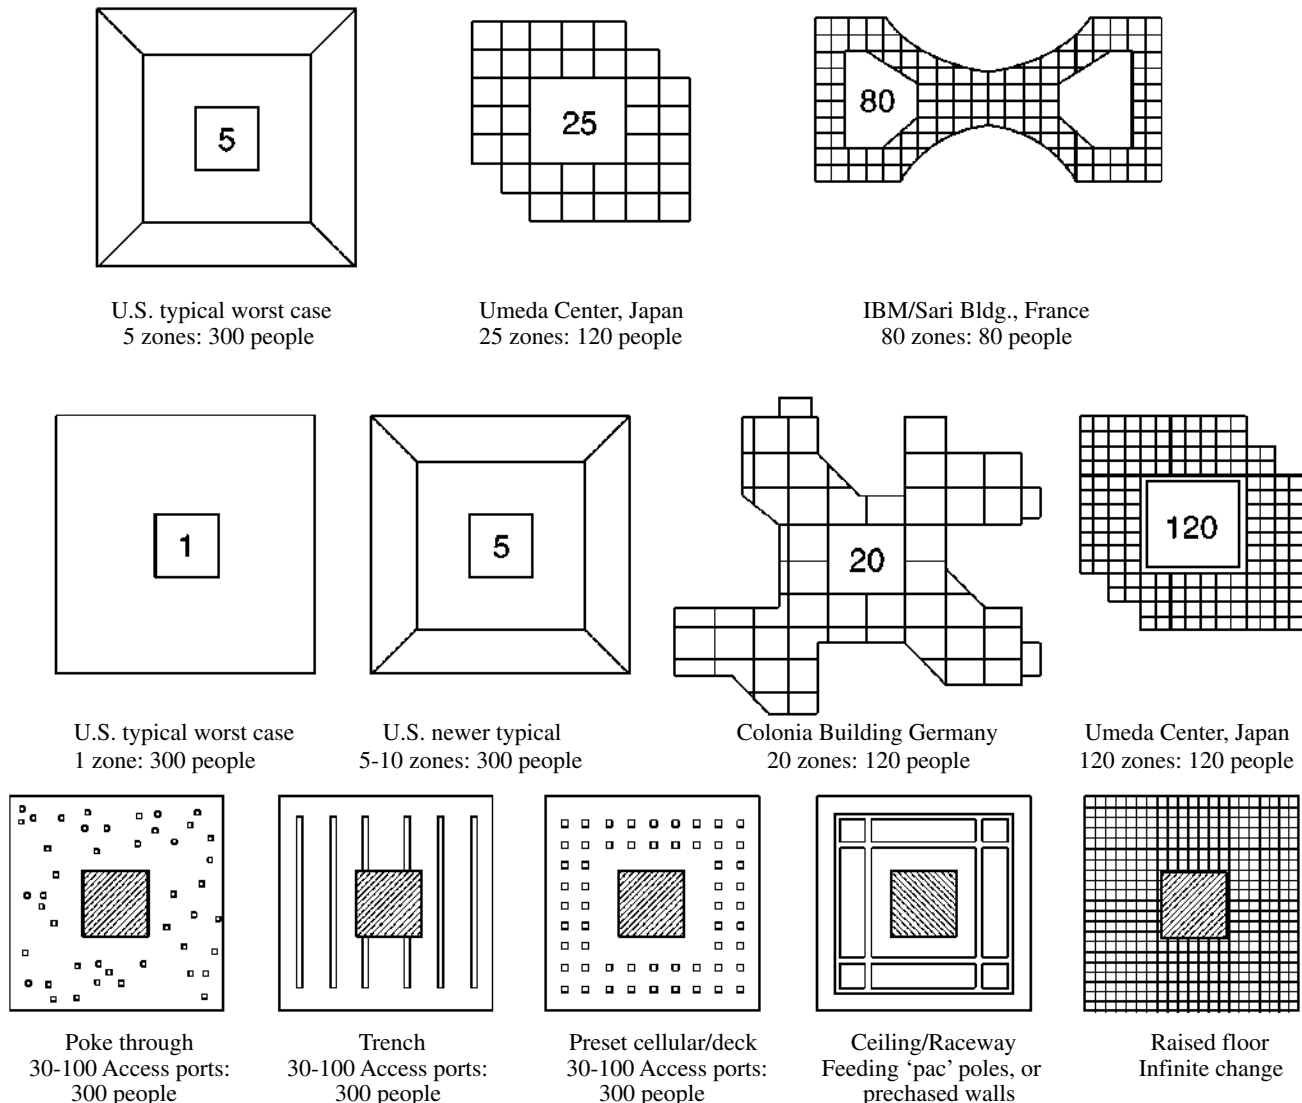 5
25
80
U.S. typical worst case
5 zones: 300 people
Umeda Center, Japan
25 zones: 120 people
IBM/Sari Bldg., France
80 zones: 80 people
1
5
20
120
U.S. typical worst case
1 zone: 300 people
U.S. newer typical
5-10 zones: 300 people
Colonia Building Germany
20 zones: 120 people
Umeda Center, Japan
120 zones: 120 people
Poke through
30-100 Access ports:
300 people
Trench
30-100 Access ports:
300 people
Preset cellular/deck
30-100 Access ports:
300 people
Ceiling/Raceway
Feeding ‘pac’ poles, or
prechased walls
Raised floor
Infinite change